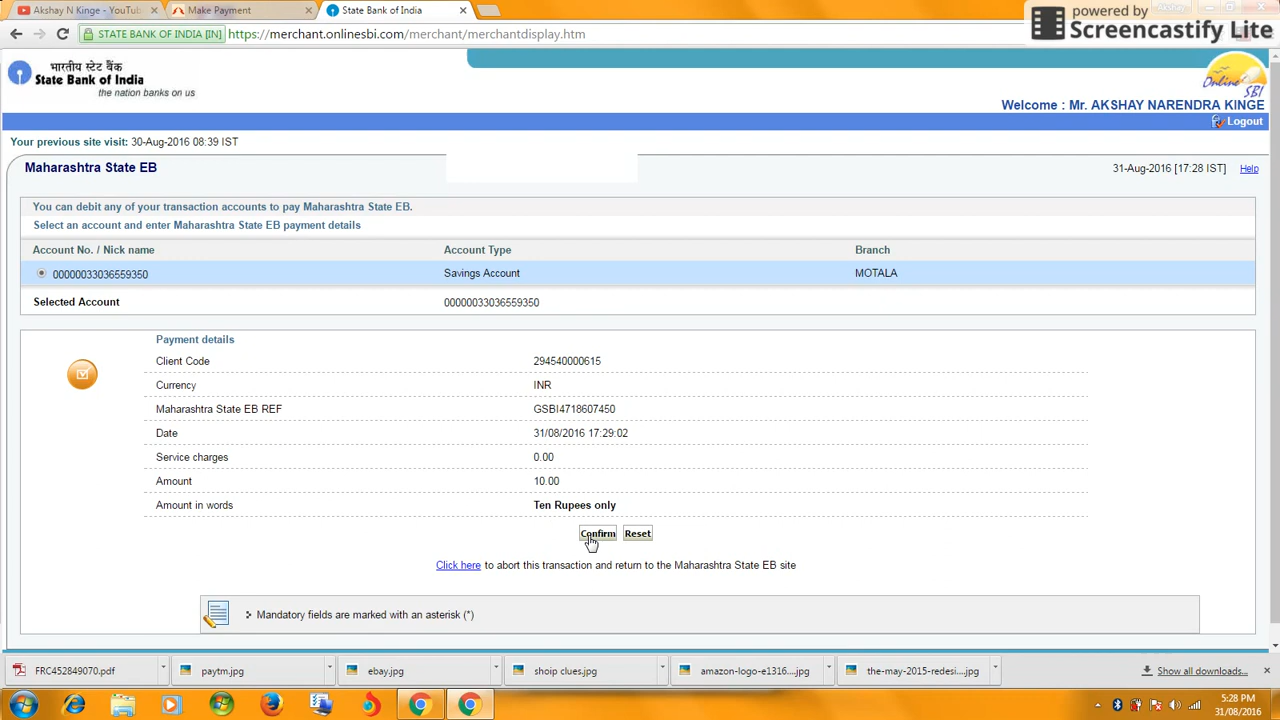 Akshay N Kinge - YouTub
Make Payment
State Bank of India
powered by
Screencastify Lite
STATE BANK OF INDIA [IN]
https://merchant.onlinesbi.com/merchant/merchantdisplay.htm
भारतीय स्टेट बैंक
State Bank of India
the nation banks on us
Online SBI
Welcome : Mr. AKSHAY NARENDRA KINGE
Logout
Your previous site visit: 30-Aug-2016 08:39 IST
Maharashtra State EB
31-Aug-2016 [17:28 IST]
Help
You can debit any of your transaction accounts to pay Maharashtra State EB.
Select an account and enter Maharashtra State EB payment details
Account No. / Nick name Account Type Branch
00000033036559350 Savings Account MOTALA
Selected Account 00000033036559350
Payment details
Client Code 294540000615
Currency INR
Maharashtra State EB REF GSBI4718607450
Date 31/08/2016 17:29:02
Service charges 0.00
Amount 10.00
Amount in words Ten Rupees only
Confirm Reset
Click here to abort this transaction and return to the Maharashtra State EB site
Mandatory fields are marked with an asterisk (*)
FRC452849070.pdf
paytm.jpg
ebay.jpg
shoip clues.jpg
amazon-logo-e1316....jpg
the-may-2015-redesi....jpg
Show all downloads...
5:28 PM
31/08/2016